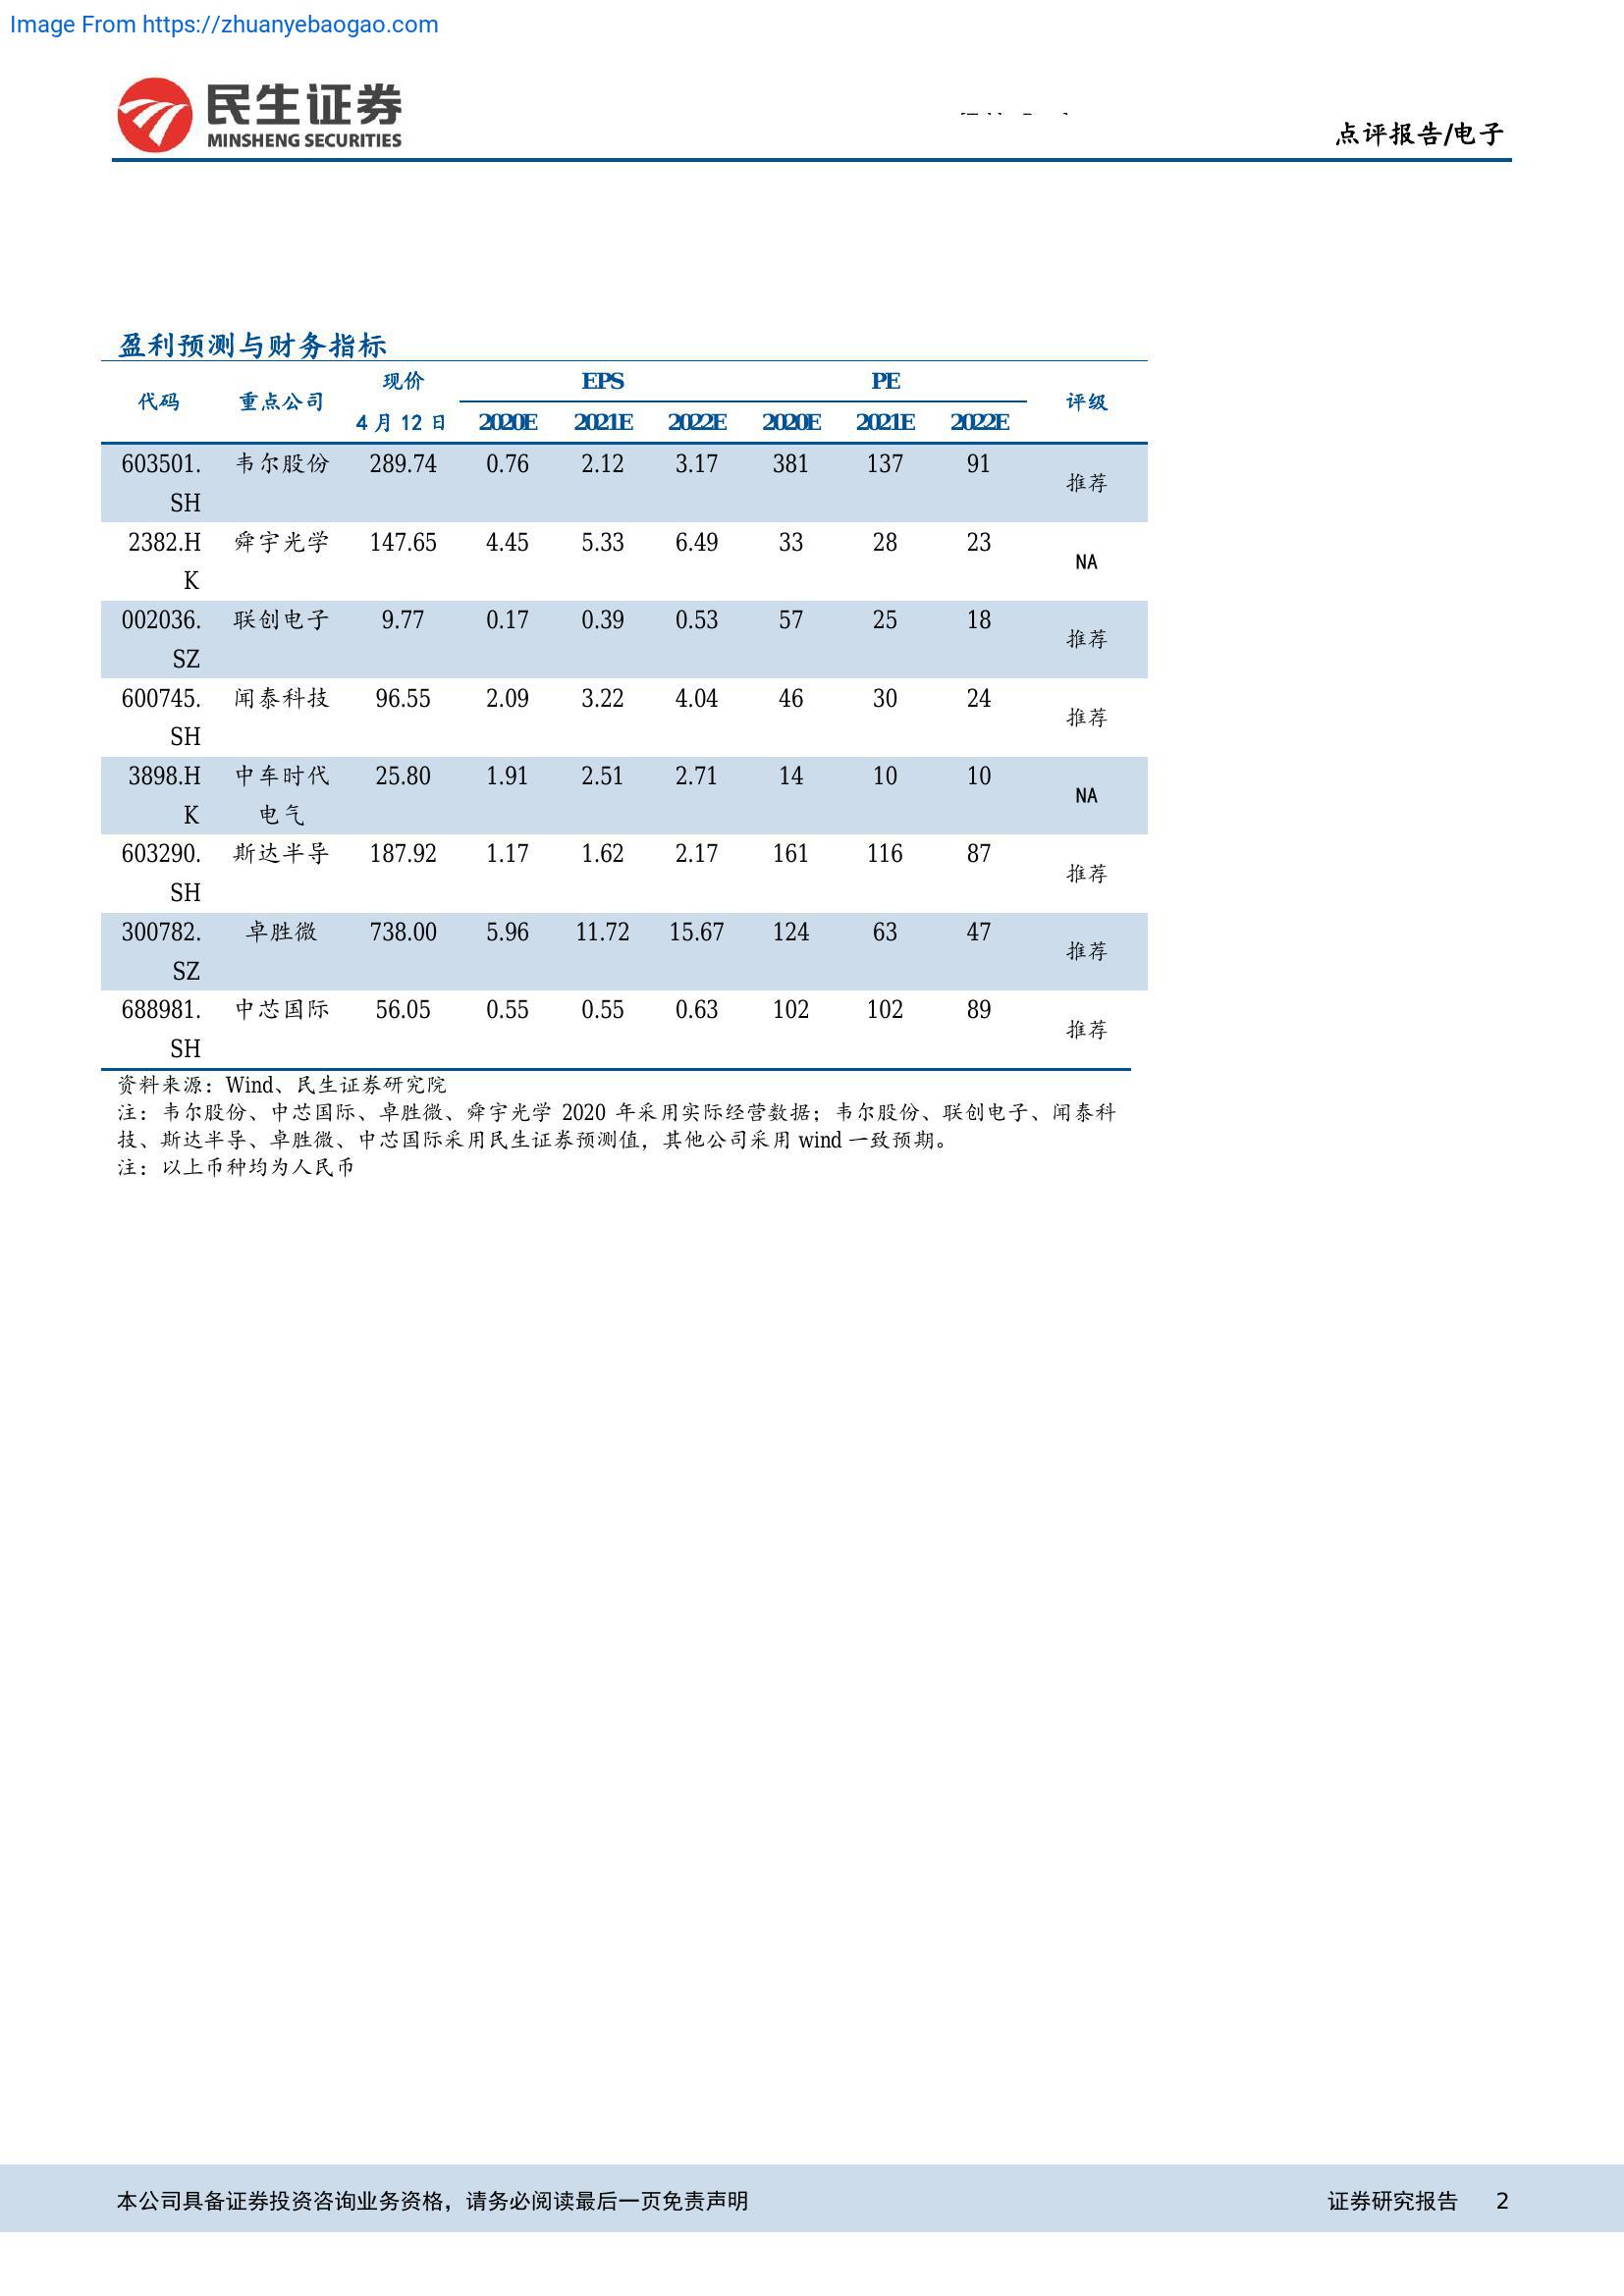 Image From https://zhuanyebaogao.com
民生证券
MINSHENG SECURITIES
点评报告/电子
盈利预测与财务指标
代码 重点公司 现价 EPS PE 评级
4 月 12 日 2020E 2021E 2022E 2020E 2021E 2022E
603501. 韦尔股份 289.74 0.76 2.12 3.17 381 137 91 推荐
SH
2382.H 舜宇光学 147.65 4.45 5.33 6.49 33 28 23 NA
K
002036. 联创电子 9.77 0.17 0.39 0.53 57 25 18 推荐
SZ
600745. 闻泰科技 96.55 2.09 3.22 4.04 46 30 24 推荐
SH
3898.H 中车时代 25.80 1.91 2.51 2.71 14 10 10 NA
K 电气
603290. 斯达半导 187.92 1.17 1.62 2.17 161 116 87 推荐
SH
300782. 卓胜微 738.00 5.96 11.72 15.67 124 63 47 推荐
SZ
688981. 中芯国际 56.05 0.55 0.55 0.63 102 102 89 推荐
SH
资料来源：Wind、民生证券研究院
注：韦尔股份、中芯国际、卓胜微、舜宇光学 2020 年采用实际经营数据；韦尔股份、联创电子、闻泰科
技、斯达半导、卓胜微、中芯国际采用民生证券预测值，其他公司采用 wind 一致预期。
注：以上币种均为人民币
本公司具备证券投资咨询业务资格，请务必阅读最后一页免责声明 证券研究报告 2